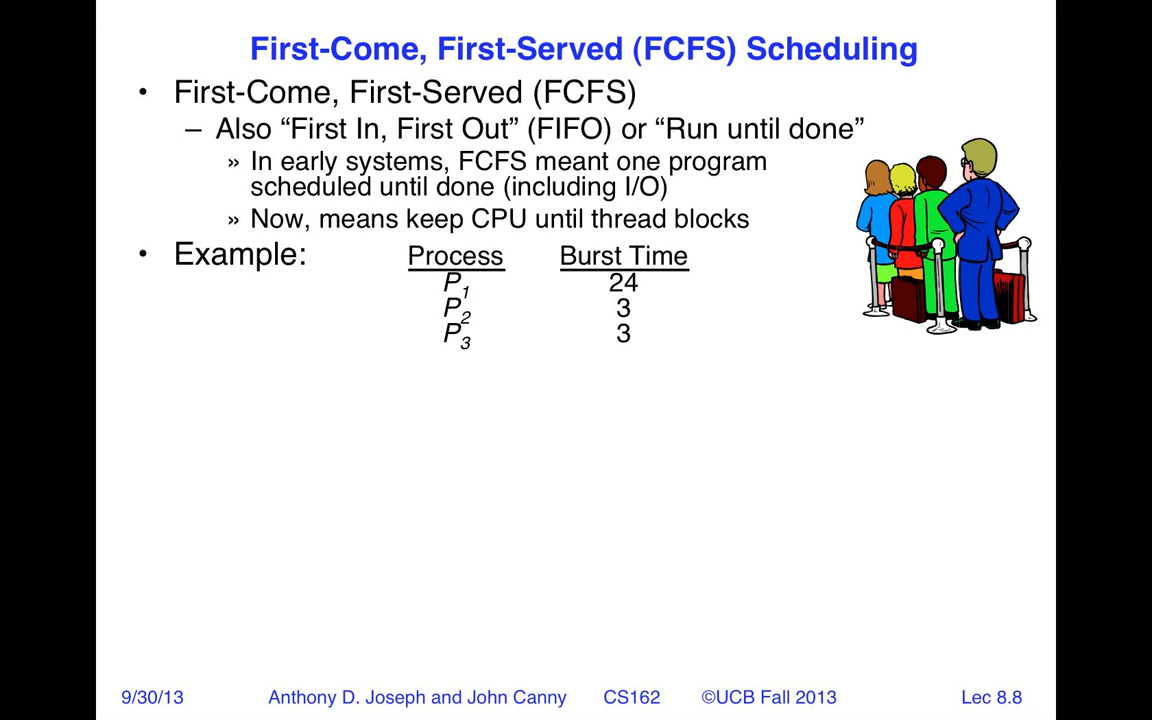 First-Come, First-Served (FCFS) Scheduling
• First-Come, First-Served (FCFS)
– Also “First In, First Out” (FIFO) or “Run until done”
» In early systems, FCFS meant one program
scheduled until done (including I/O)
» Now, means keep CPU until thread blocks
• Example: Process Burst Time
P1 24
P2 3
P3 3
9/30/13 Anthony D. Joseph and John Canny CS162 ©UCB Fall 2013 Lec 8.8